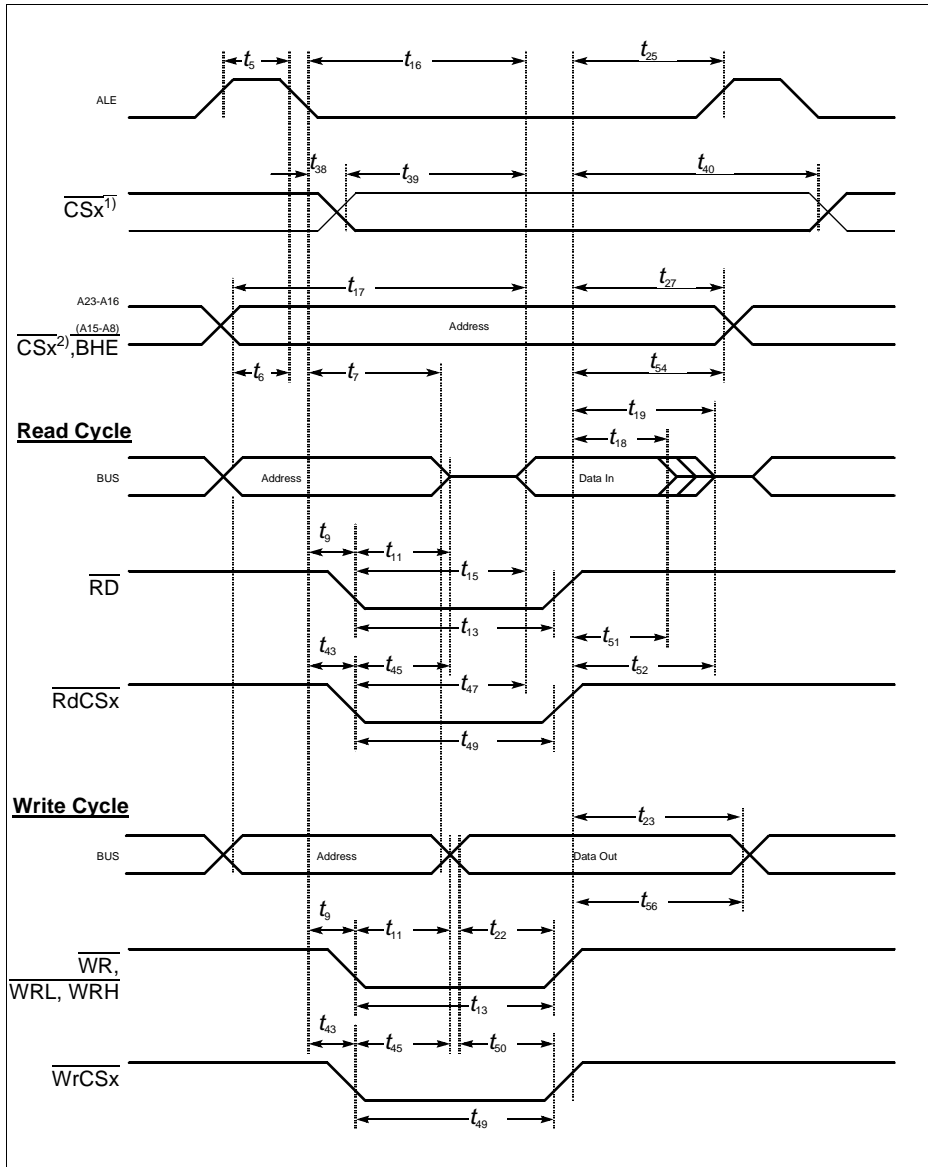 t5
t16
t25
ALE
t38
t39
t40
CSx1)
t17
t27
A23-A16
(A15-A8)
Address
CSx2),BHE
t6
t7
t54
t19
Read Cycle
t18
BUS
Address
Data In
t9
t11
t15
RD
t13
t51
t43
t45
t52
t47
RdCSx
t49
Write Cycle
t23
BUS
Address
Data Out
t56
t9
t11
t22
WR,
WRL, WRH
t13
t43
t45
t50
WrCSx
t49